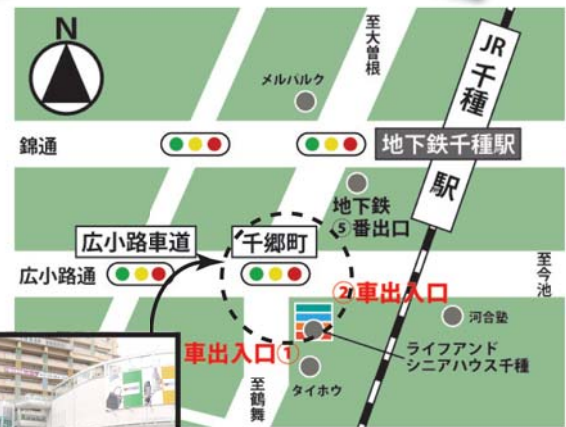 N
至大曽根
JR千種駅
メルパルク
錦通
地下鉄千種駅
地下鉄
⑤番出口
広小路車道
千郷町
広小路通
至今池
②車出入口
河合塾
車出入口①
ライフアンド
シニアハウス千種
タイホウ
至鶴舞